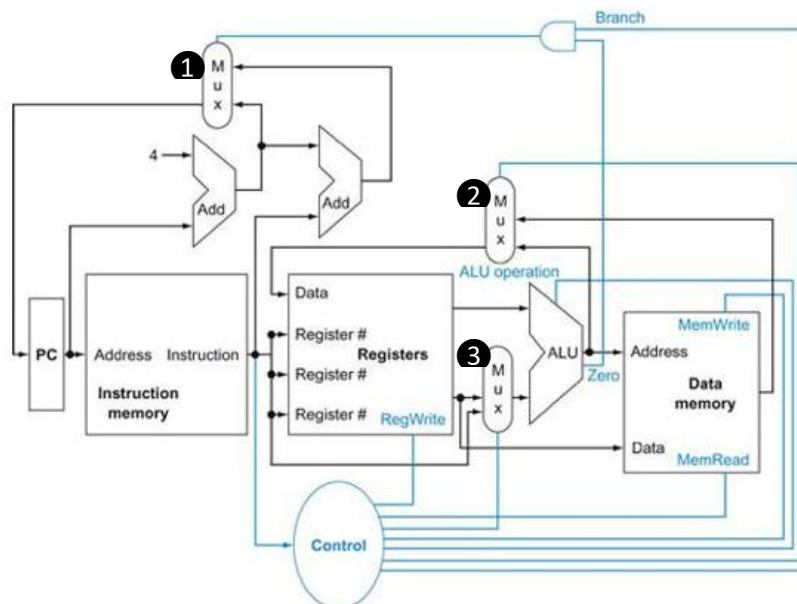 Branch
1
M
u
x
4
Add
Add
2
M
u
x
ALU operation
Data
Register #
Registers
Register #
Register #
RegWrite
3
M
u
x
ALU
Zero
PC
Address
Instruction
Instruction
memory
MemWrite
Address
Data
memory
Data
MemRead
Control